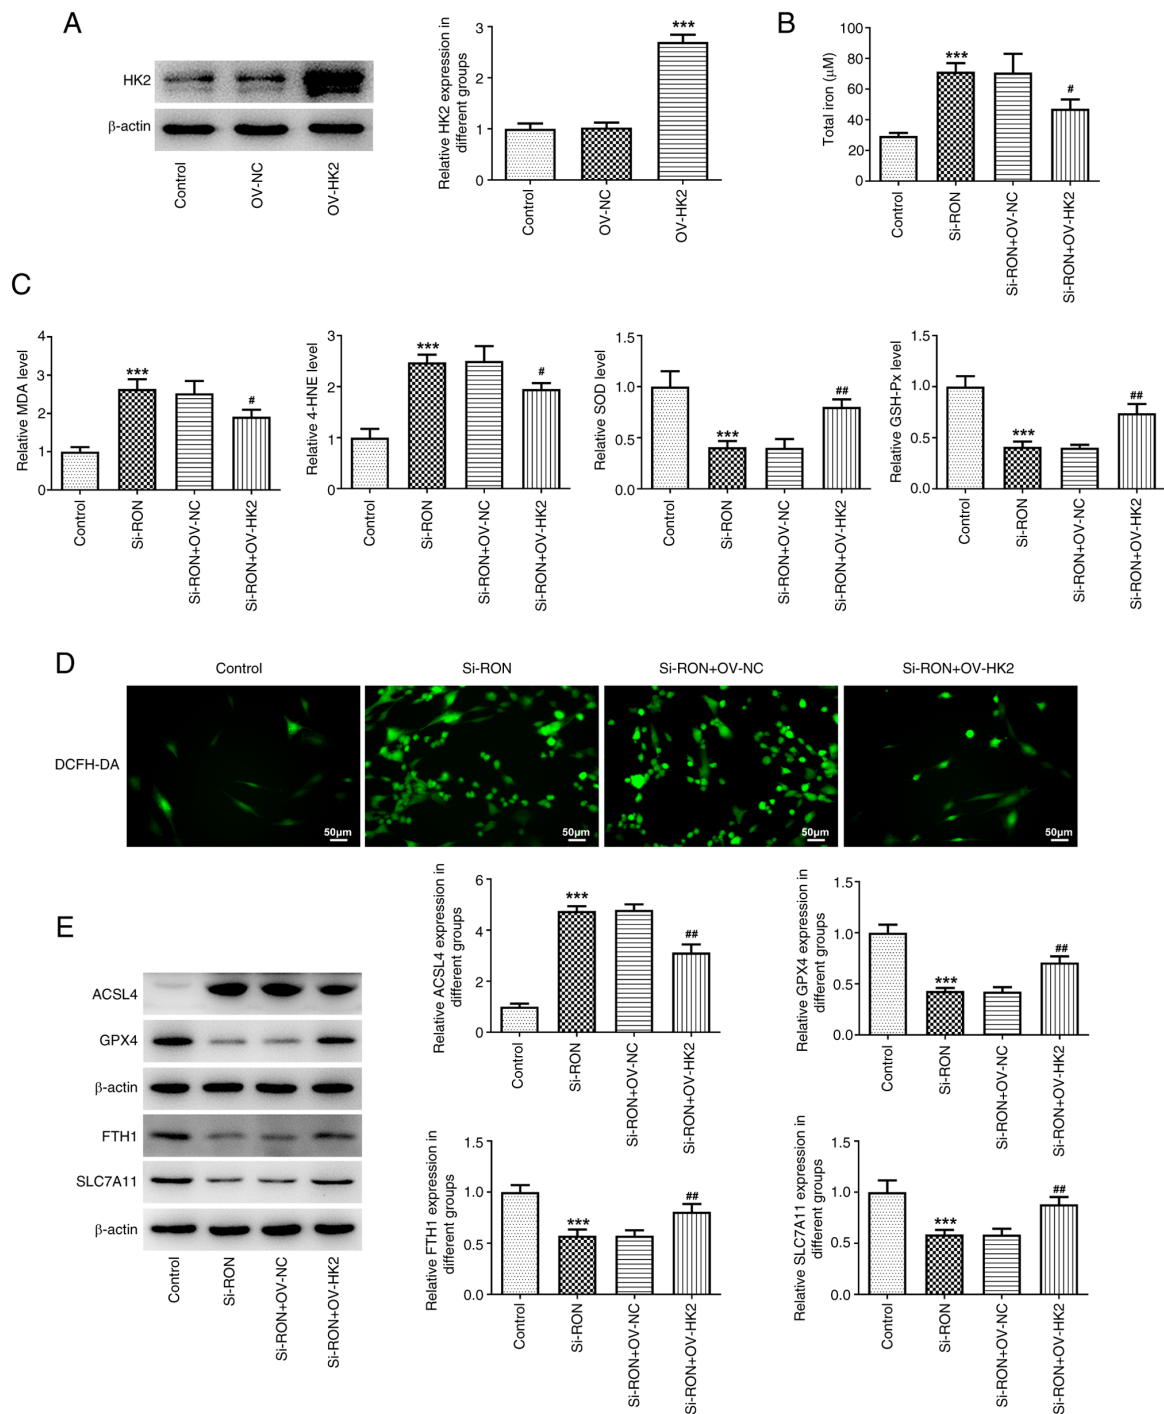 A
HK2
β-actin
Control
OV-NC
OV-HK2
Relative HK2 expression in
different groups
3
2
1
0
***
Control
OV-NC
OV-HK2
B
Total iron (μM)
100
80
60
40
20
0
***
#
Control
Si-RON
Si-RON+OV-NC
Si-RON+OV-HK2
C
Relative MDA level
4
3
2
1
0
***
#
Control
Si-RON
Si-RON+OV-NC
Si-RON+OV-HK2
Relative 4-HNE level
3
2
1
0
***
#
Control
Si-RON
Si-RON+OV-NC
Si-RON+OV-HK2
Relative SOD level
1.5
1.0
0.5
0.0
***
##
Control
Si-RON
Si-RON+OV-NC
Si-RON+OV-HK2
Relative GSH-Px level
1.5
1.0
0.5
0.0
***
##
Control
Si-RON
Si-RON+OV-NC
Si-RON+OV-HK2
D
Control
Si-RON
Si-RON+OV-NC
Si-RON+OV-HK2
DCFH-DA
50μm
50μm
50μm
50μm
E
ACSL4
GPX4
β-actin
FTH1
SLC7A11
β-actin
Control
Si-RON
Si-RON+OV-NC
Si-RON+OV-HK2
Relative ACSL4 expression in
different groups
6
4
2
0
***
##
Control
Si-RON
Si-RON+OV-NC
Si-RON+OV-HK2
Relative GPX4 expression in
different groups
1.5
1.0
0.5
0.0
***
##
Control
Si-RON
Si-RON+OV-NC
Si-RON+OV-HK2
Relative FTH1 expression in
different groups
1.5
1.0
0.5
0.0
***
##
Control
Si-RON
Si-RON+OV-NC
Si-RON+OV-HK2
Relative SLC7A11 expression in
different groups
1.5
1.0
0.5
0.0
***
##
Control
Si-RON
Si-RON+OV-NC
Si-RON+OV-HK2